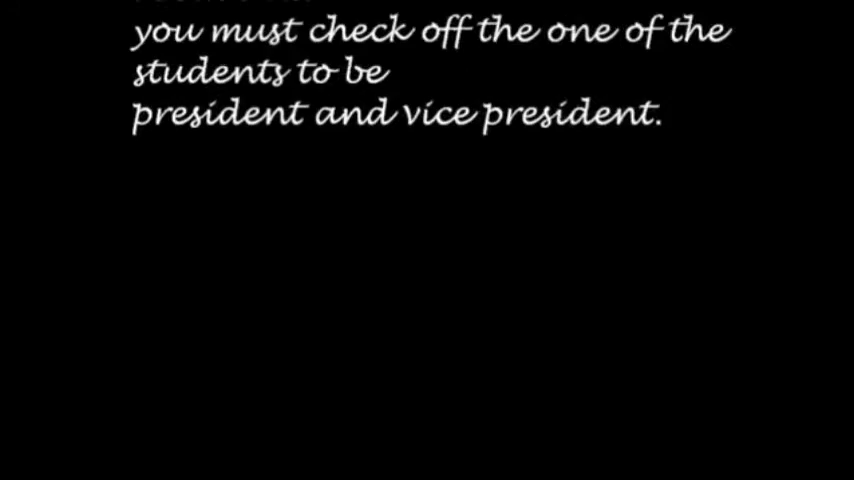 you must check off the one of the
students to be
president and vice president.